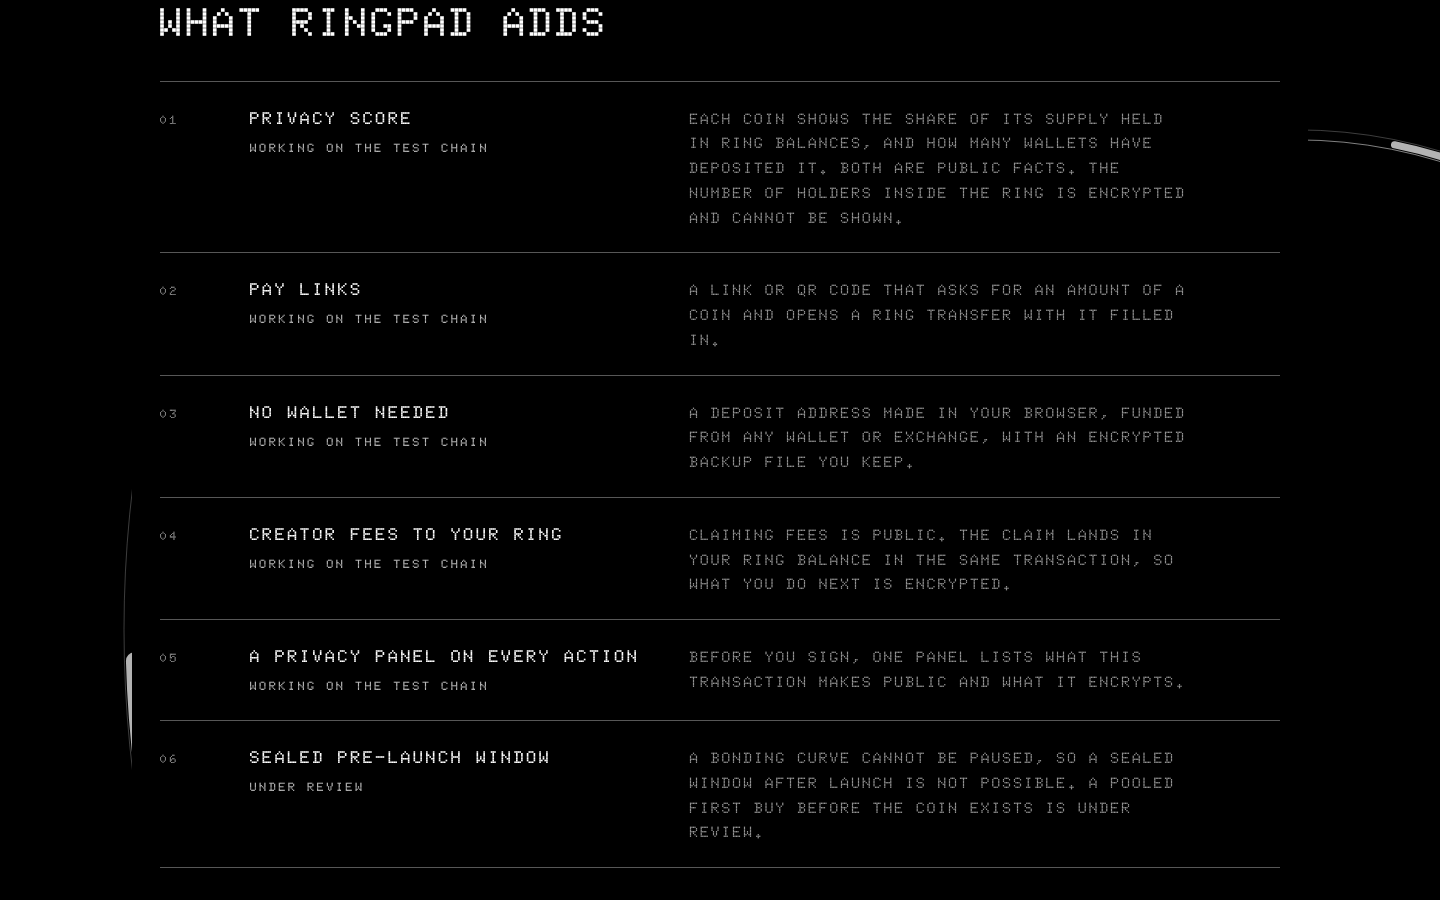 WHAT RINGPAD ADDS
01
PRIVACY SCORE
WORKING ON THE TEST CHAIN
EACH COIN SHOWS THE SHARE OF ITS SUPPLY HELD
IN RING BALANCES, AND HOW MANY WALLETS HAVE
DEPOSITED IT. BOTH ARE PUBLIC FACTS. THE
NUMBER OF HOLDERS INSIDE THE RING IS ENCRYPTED
AND CANNOT BE SHOWN.
02
PAY LINKS
WORKING ON THE TEST CHAIN
A LINK OR QR CODE THAT ASKS FOR AN AMOUNT OF A
COIN AND OPENS A RING TRANSFER WITH IT FILLED
IN.
03
NO WALLET NEEDED
WORKING ON THE TEST CHAIN
A DEPOSIT ADDRESS MADE IN YOUR BROWSER, FUNDED
FROM ANY WALLET OR EXCHANGE, WITH AN ENCRYPTED
BACKUP FILE YOU KEEP.
04
CREATOR FEES TO YOUR RING
WORKING ON THE TEST CHAIN
CLAIMING FEES IS PUBLIC. THE CLAIM LANDS IN
YOUR RING BALANCE IN THE SAME TRANSACTION, SO
WHAT YOU DO NEXT IS ENCRYPTED.
05
A PRIVACY PANEL ON EVERY ACTION
WORKING ON THE TEST CHAIN
BEFORE YOU SIGN, ONE PANEL LISTS WHAT THIS
TRANSACTION MAKES PUBLIC AND WHAT IT ENCRYPTS.
06
SEALED PRE-LAUNCH WINDOW
UNDER REVIEW
A BONDING CURVE CANNOT BE PAUSED, SO A SEALED
WINDOW AFTER LAUNCH IS NOT POSSIBLE. A POOLED
FIRST BUY BEFORE THE COIN EXISTS IS UNDER
REVIEW.